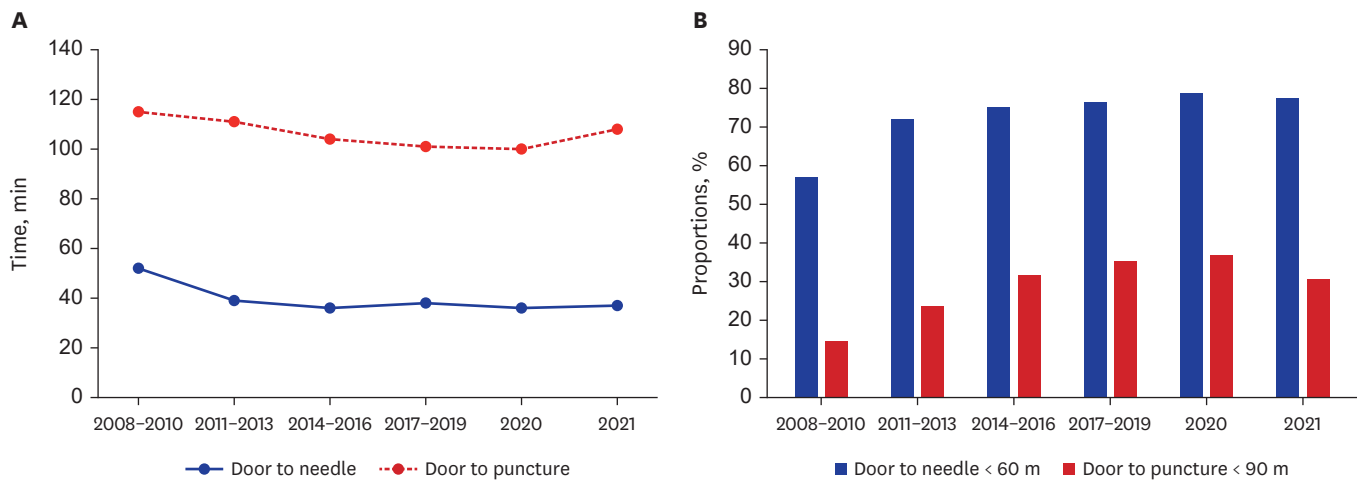 A
Time, min
140
120
100
80
60
40
20
0
2008–2010 2011–2013 2014–2016 2017–2019 2020 2021
Door to needle Door to puncture
B
Proportions, %
90
80
70
60
50
40
30
20
10
0
2008–2010 2011–2013 2014–2016 2017–2019 2020 2021
Door to needle < 60 m Door to puncture < 90 m